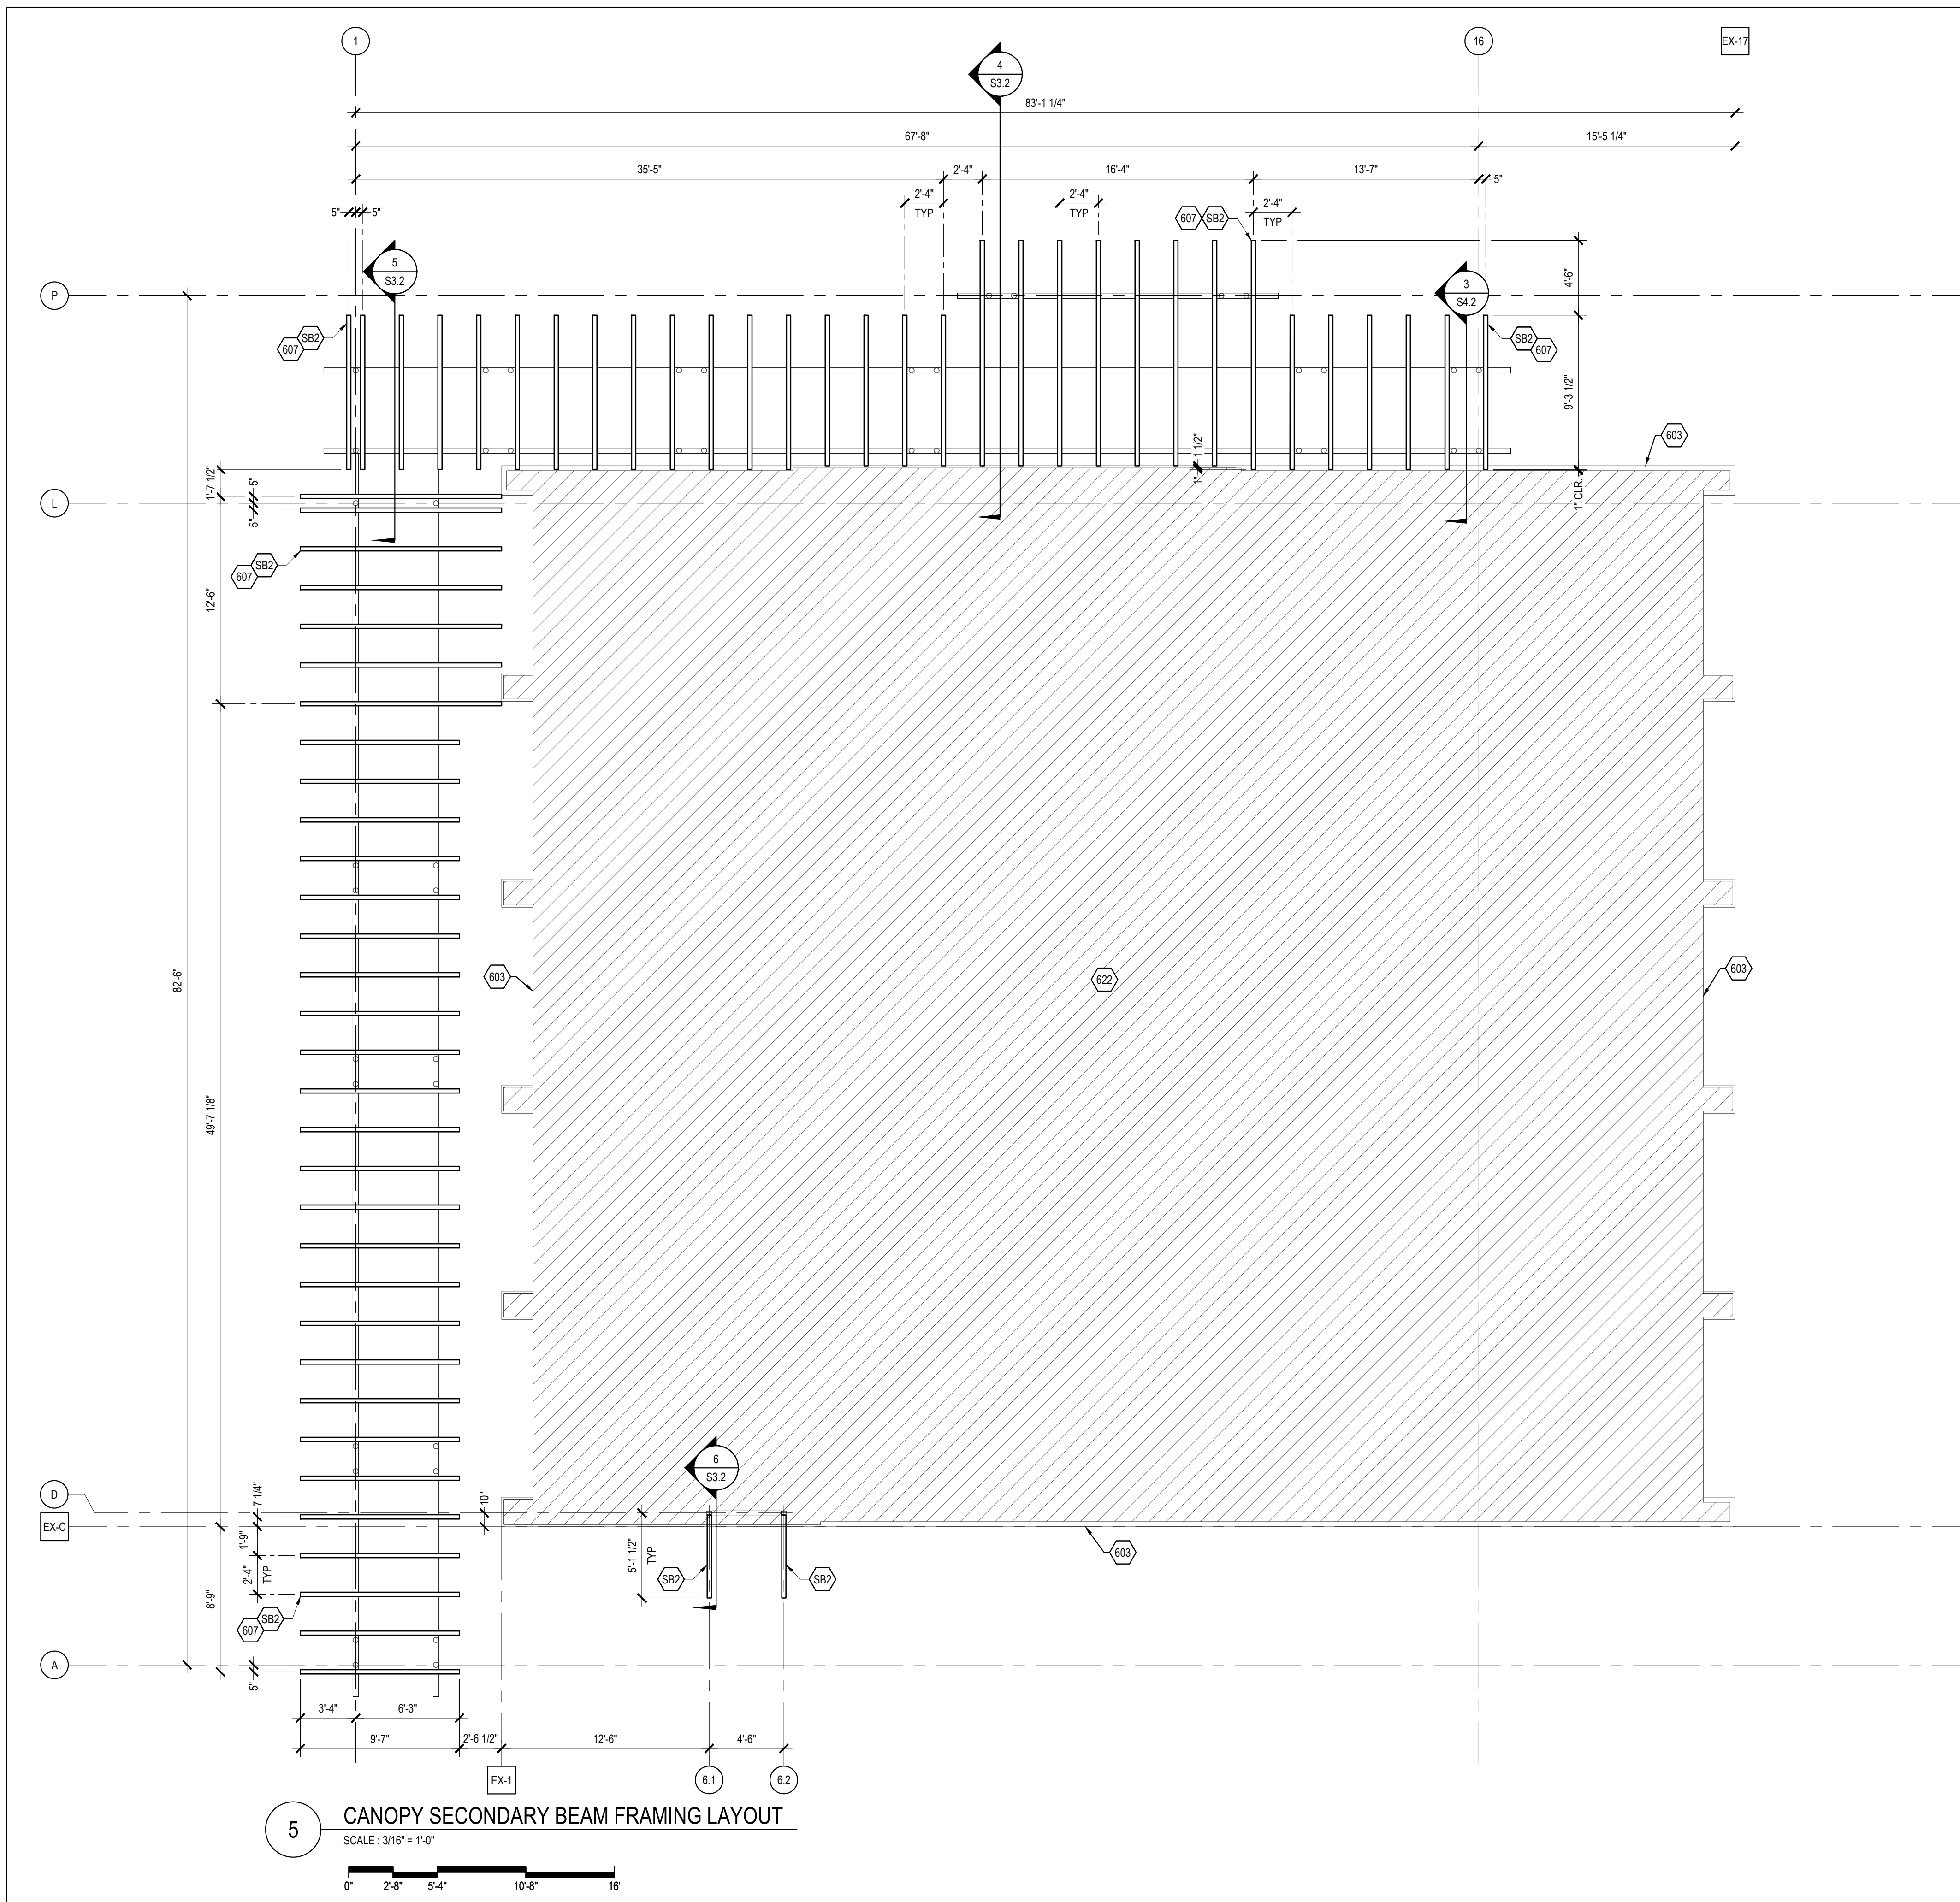 1
16
EX-17
4
S3.2
83'-1 1/4"
67'-8"
15'-5 1/4"
35'-5"
2'-4"
16'-4"
13'-7"
5"
5"
5"
2'-4"
TYP
2'-4"
TYP
2'-4"
TYP
607
SB2
5
S3.2
3
S4.2
P
4'-6"
SB2
607
SB2
607
9'-3 1/2"
603
1 1/2"
1"
1" CLR.
1'-7 1/2"
5"
L
5"
SB2
607
12'-6"
82'-6"
603
622
603
49'-7 1/8"
6
S3.2
D
7 1/4"
10"
EX-C
1'-9"
5'-1 1/2"
TYP
603
2'-4"
TYP
SB2
SB2
8'-9"
SB2
607
A
5"
3'-4"
6'-3"
9'-7"
2'-6 1/2"
12'-6"
4'-6"
EX-1
6.1
6.2
5
CANOPY SECONDARY BEAM FRAMING LAYOUT
SCALE : 3/16" = 1'-0"
0"
2'-8"
5'-4"
10'-8"
16'